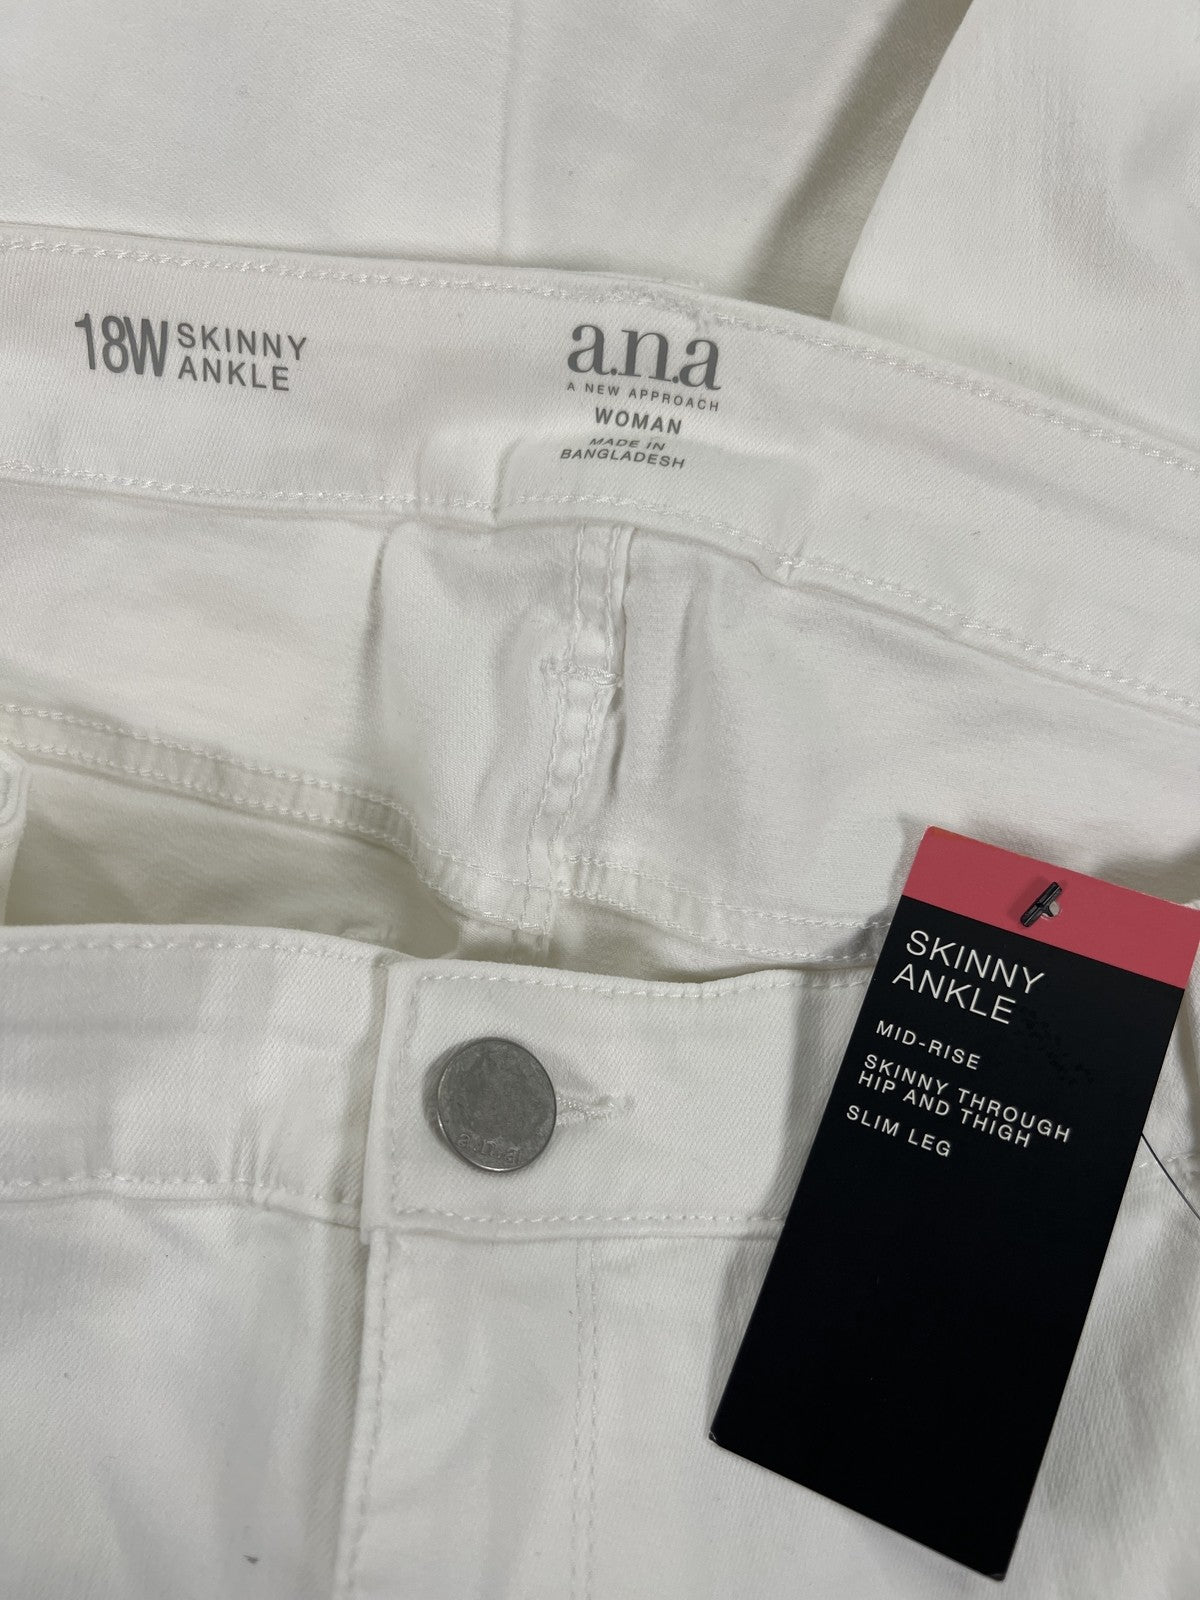 18W SKINNY
ANKLE
a.n.a
A NEW APPROACH
WOMAN
MADE IN
BANGLADESH
a.n.a
SKINNY
ANKLE
MID-RISE
SKINNY THROUGH
HIP AND THIGH
SLIM LEG